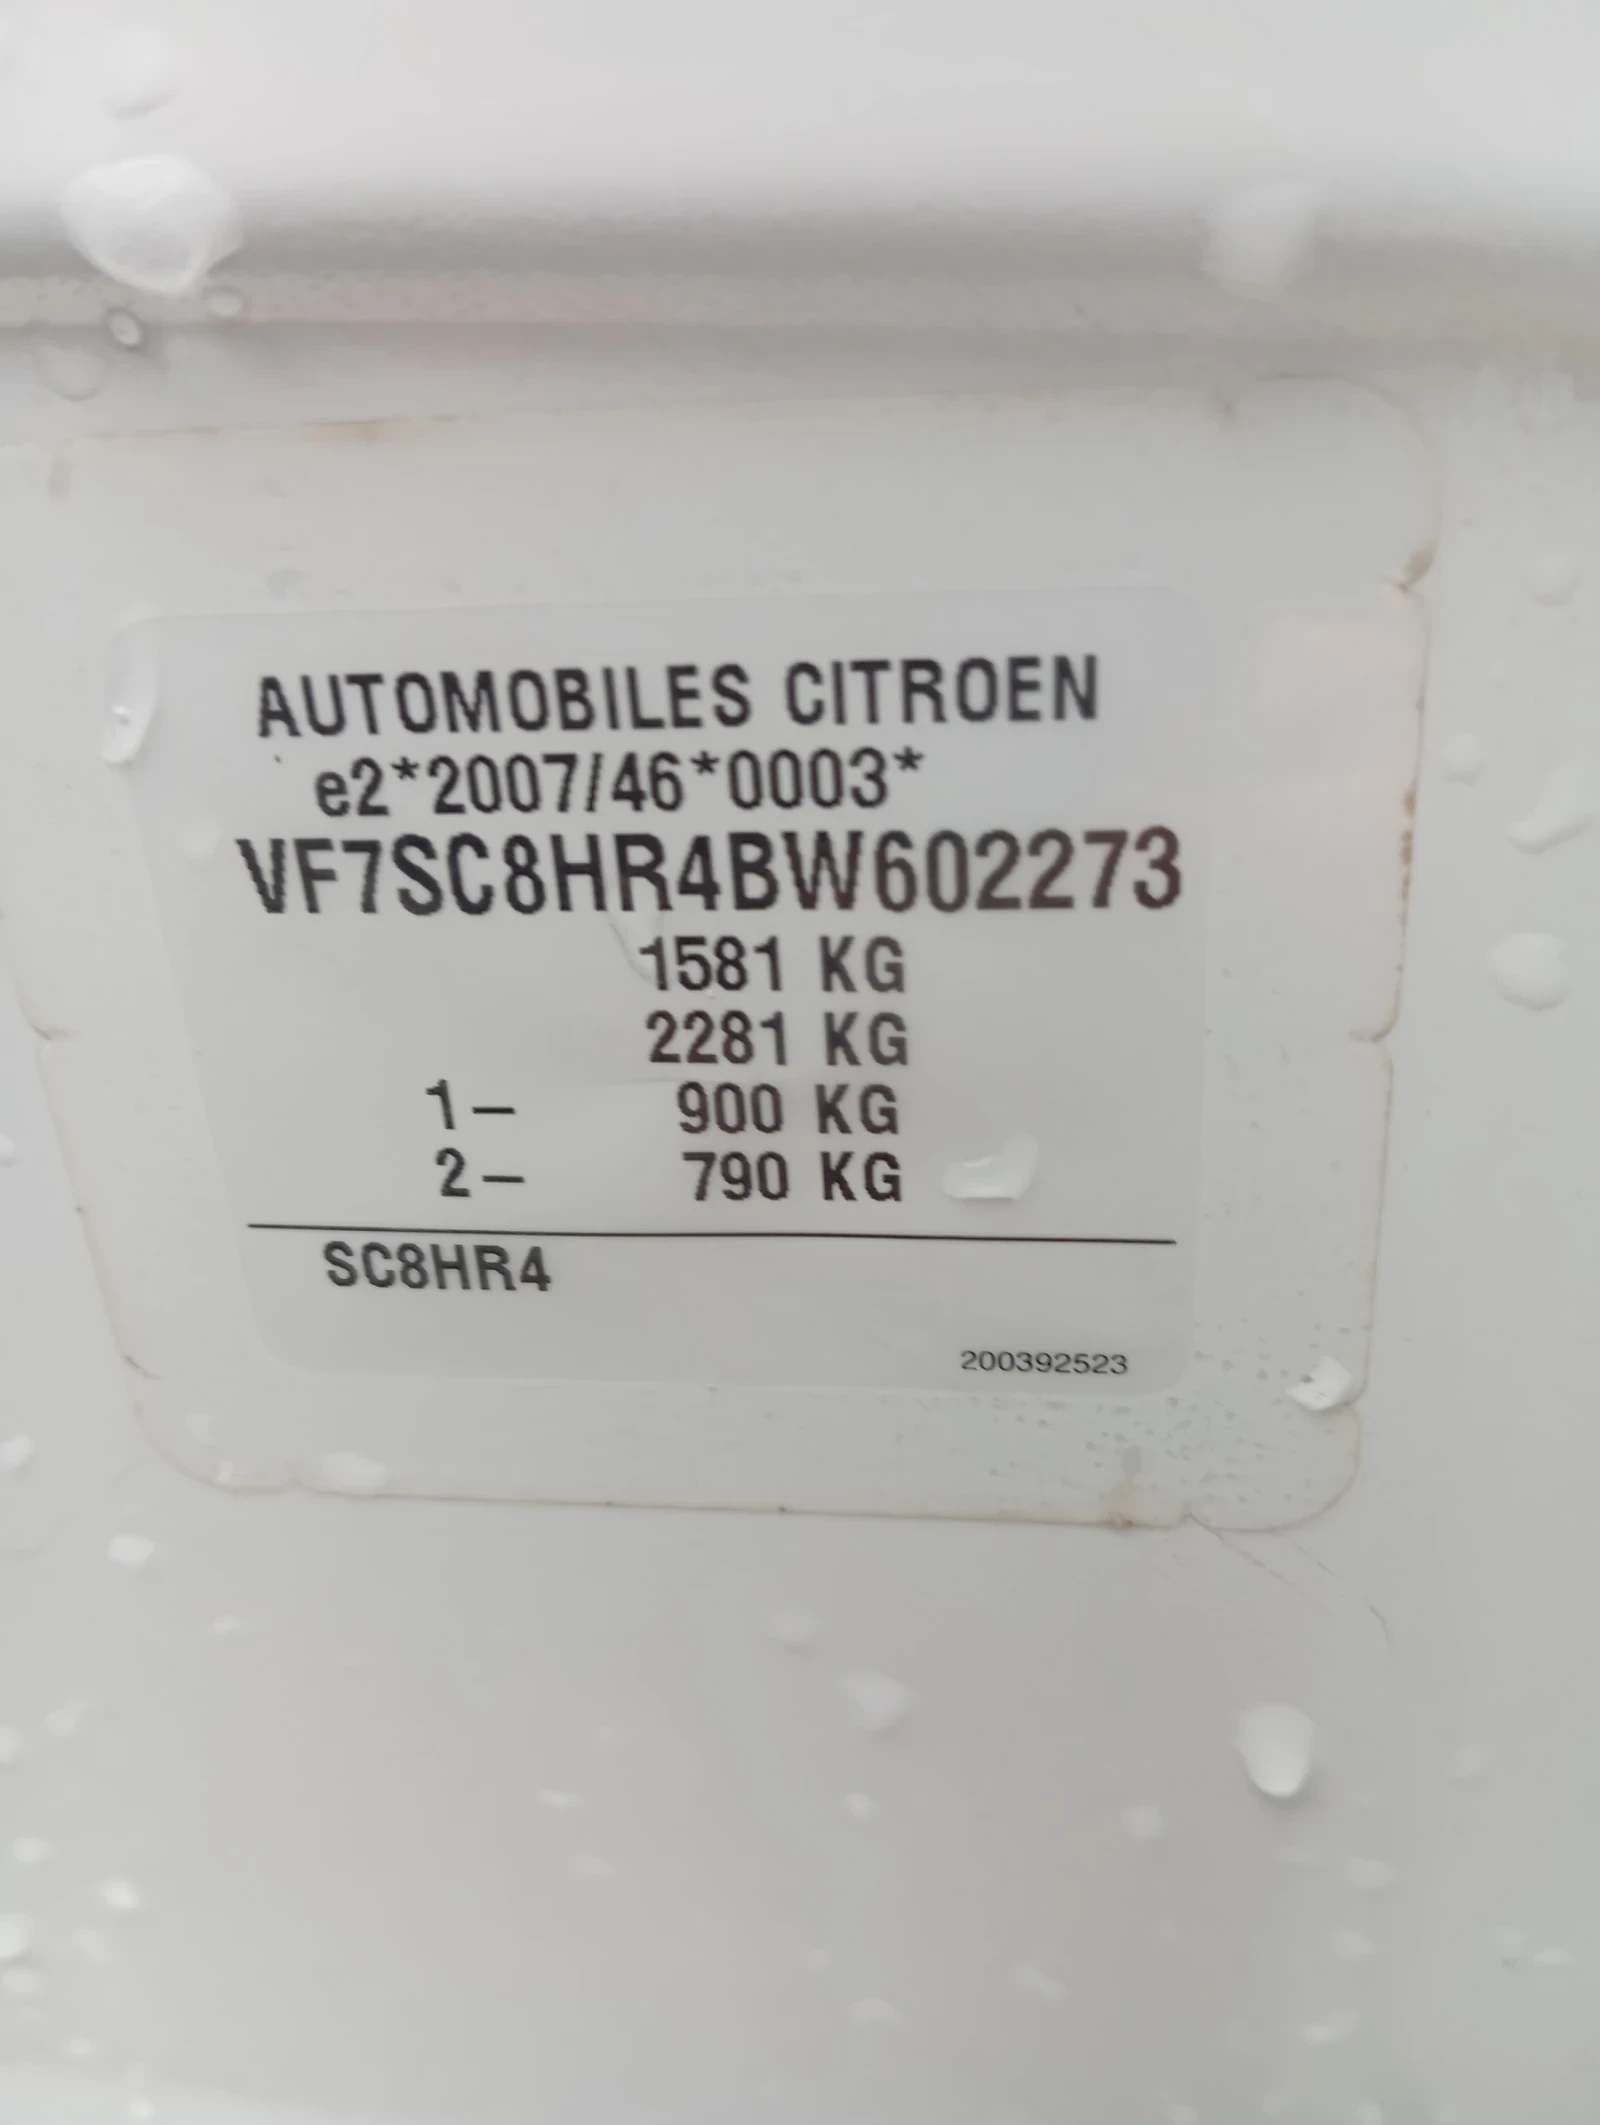 AUTOMOBILES CITROEN
e2*2007/46*0003*
VF7SC8HR4BW602273
1581 KG
2281 KG
1– 900 KG
2– 790 KG
SC8HR4
200392523